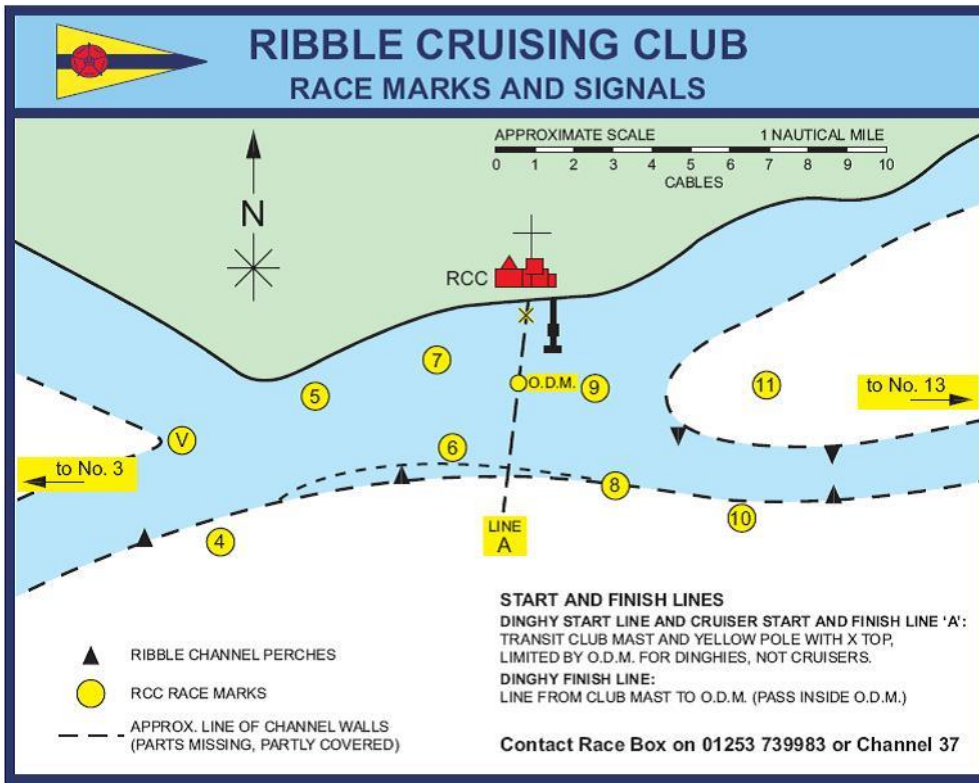 RIBBLE CRUISING CLUB
RACE MARKS AND SIGNALS
APPROXIMATE SCALE 1 NAUTICAL MILE
0 1 2 3 4 5 6 7 8 9 10
CABLES
N
RCC
X
7
O.D.M.
9
11
to No. 13
5
V
6
to No. 3
8
10
4
LINE
A
START AND FINISH LINES
DINGHY START LINE AND CRUISER START AND FINISH LINE 'A':
TRANSIT CLUB MAST AND YELLOW POLE WITH X TOP,
LIMITED BY O.D.M. FOR DINGHIES, NOT CRUISERS.
DINGHY FINISH LINE:
LINE FROM CLUB MAST TO O.D.M. (PASS INSIDE O.D.M.)
Contact Race Box on 01253 739983 or Channel 37
RIBBLE CHANNEL PERCHES
RCC RACE MARKS
APPROX. LINE OF CHANNEL WALLS
(PARTS MISSING, PARTLY COVERED)